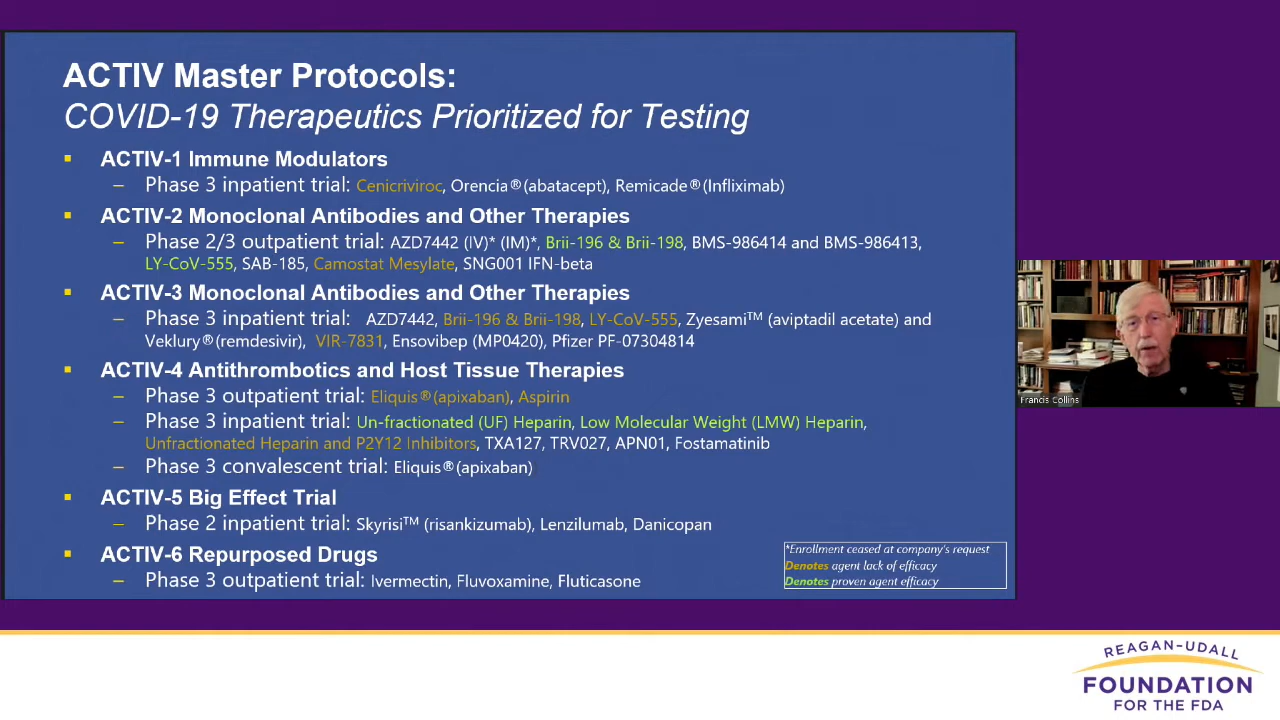 ACTIV Master Protocols:
COVID-19 Therapeutics Prioritized for Testing
▪ ACTIV-1 Immune Modulators
– Phase 3 inpatient trial: Cenicriviroc, Orencia®(abatacept), Remicade®(Infliximab)
▪ ACTIV-2 Monoclonal Antibodies and Other Therapies
– Phase 2/3 outpatient trial: AZD7442 (IV)* (IM)*, Brii-196 & Brii-198, BMS-986414 and BMS-986413,
LY-CoV-555, SAB-185, Camostat Mesylate, SNG001 IFN-beta
▪ ACTIV-3 Monoclonal Antibodies and Other Therapies
– Phase 3 inpatient trial: AZD7442, Brii-196 & Brii-198, LY-CoV-555, Zyesami™ (aviptadil acetate) and
Veklury®(remdesivir), VIR-7831, Ensovibep (MP0420), Pfizer PF-07304814
▪ ACTIV-4 Antithrombotics and Host Tissue Therapies
– Phase 3 outpatient trial: Eliquis®(apixaban), Aspirin
– Phase 3 inpatient trial: Un-fractionated (UF) Heparin, Low Molecular Weight (LMW) Heparin,
Unfractionated Heparin and P2Y12 Inhibitors, TXA127, TRV027, APN01, Fostamatinib
– Phase 3 convalescent trial: Eliquis®(apixaban)
▪ ACTIV-5 Big Effect Trial
– Phase 2 inpatient trial: Skyrisi™ (risankizumab), Lenzilumab, Danicopan
▪ ACTIV-6 Repurposed Drugs
– Phase 3 outpatient trial: Ivermectin, Fluvoxamine, Fluticasone
*Enrollment ceased at company's request
Denotes agent lack of efficacy
Denotes proven agent efficacy
Francis Collins
REAGAN-UDALL
FOUNDATION
FOR THE FDA